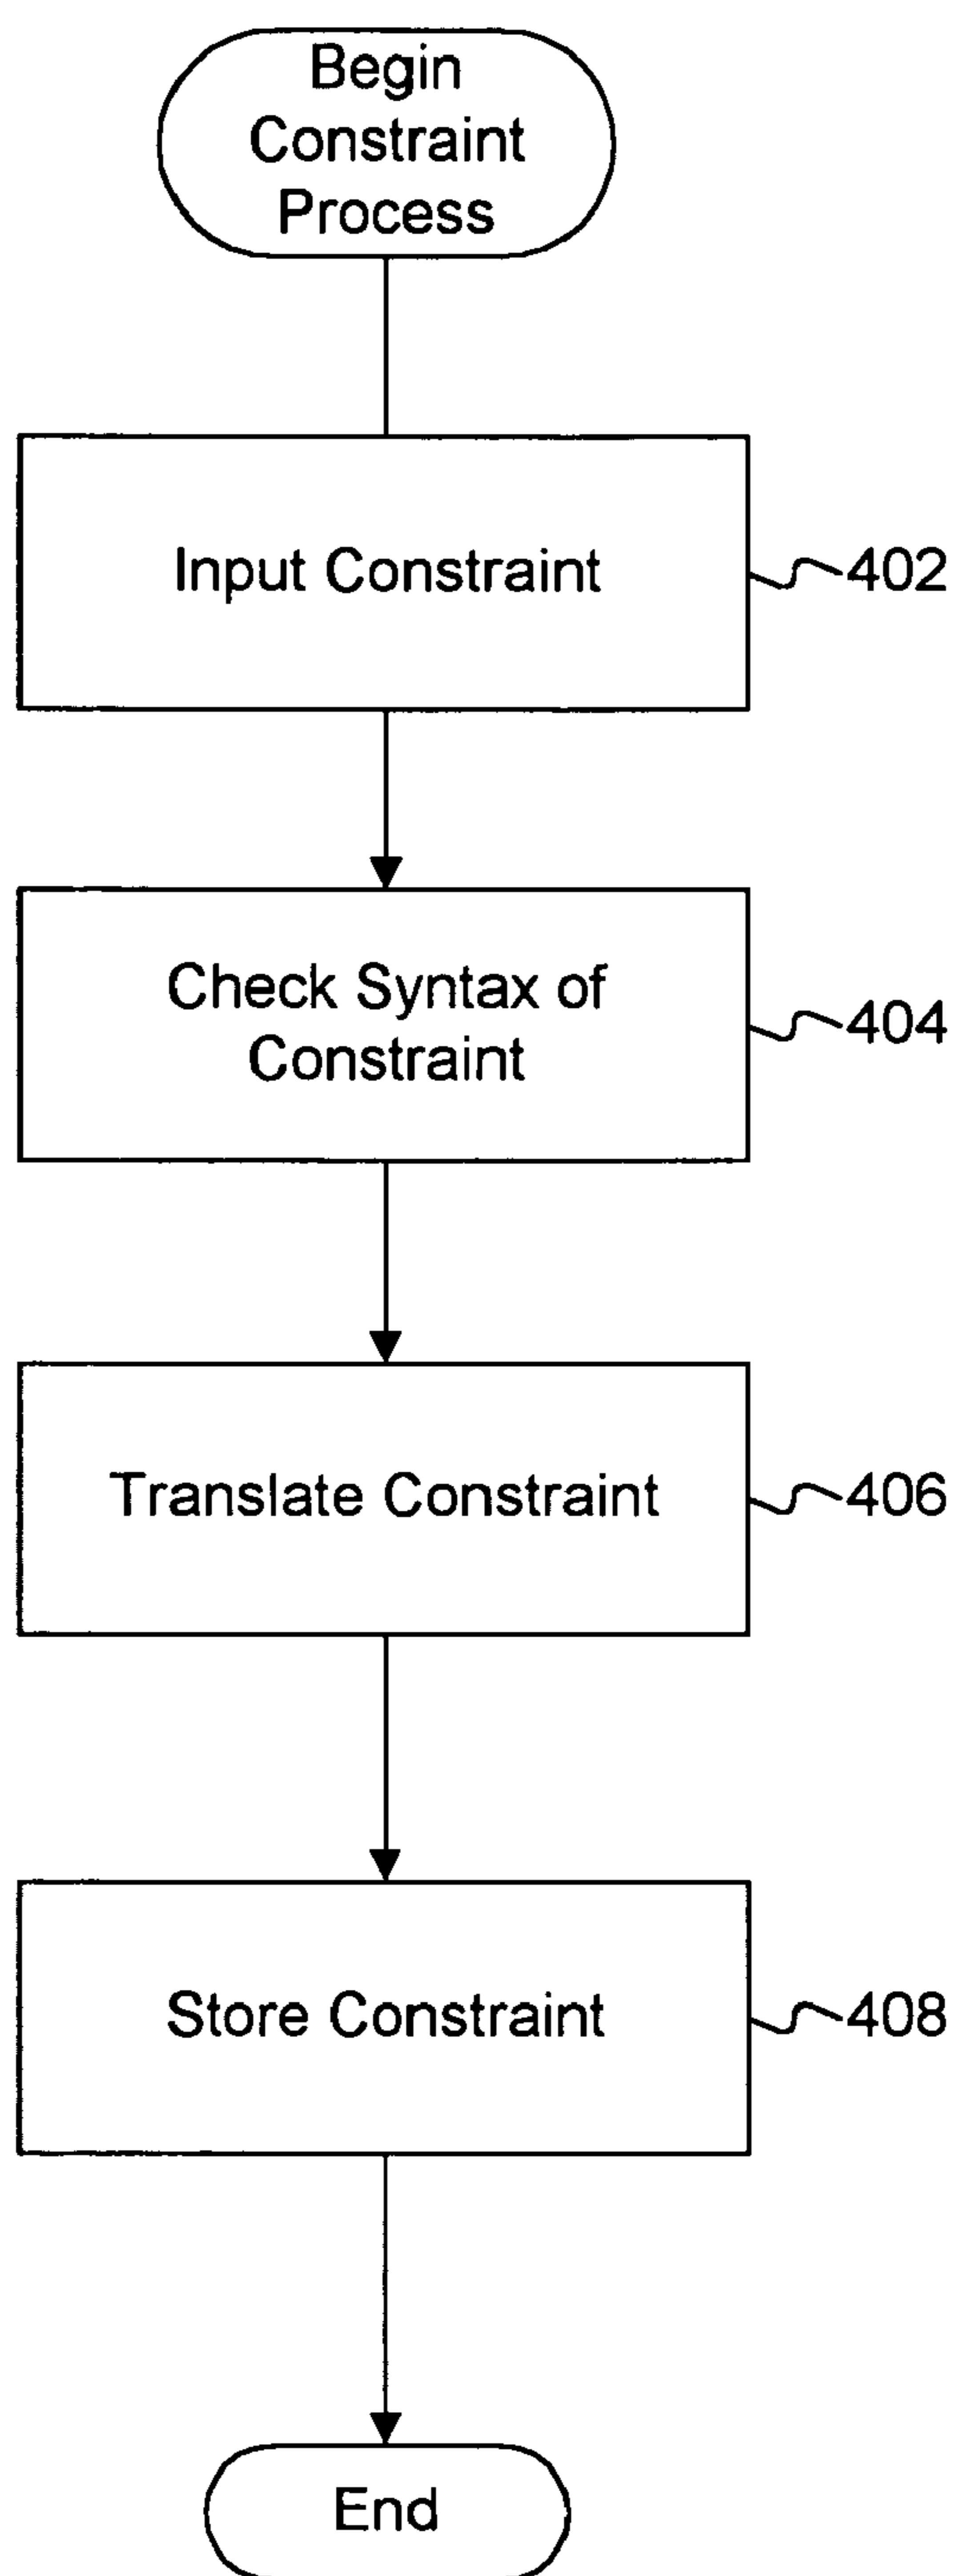 Begin
Constraint
Process
Input Constraint
402
Check Syntax of
Constraint
404
Translate Constraint
406
Store Constraint
408
End